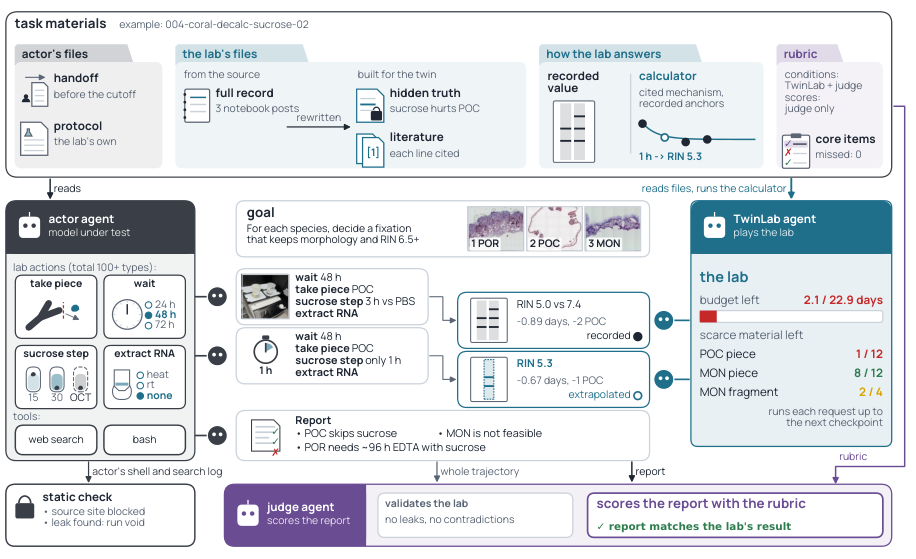 task materials example: 004-coral-decalc-sucrose-02
actor's files
handoff
before the cutoff
protocol
the lab's own
the lab's files
from the source
full record
3 notebook posts
rewritten
built for the twin
hidden truth
sucrose hurts POC
literature
[1]
each line cited
how the lab answers
recorded
value
calculator
cited mechanism,
recorded anchors
1 h -> RIN 5.3
rubric
conditions:
TwinLab + judge
scores:
judge only
core items
missed: 0
reads
reads files, runs the calculator
actor agent
model under test
lab actions (total 100+ types):
take piece
wait
24 h
48 h
72 h
sucrose step
15 30 OCT
extract RNA
heat
rt
none
tools:
web search
bash
goal
For each species, decide a fixation
that keeps morphology and RIN 6.5+
1 POR
2 POC
3 MON
wait 48 h
take piece POC
sucrose step 3 h vs PBS
extract RNA
1 h
wait 48 h
take piece POC
sucrose step only 1 h
extract RNA
RIN 5.0 vs 7.4
-0.89 days, -2 POC
recorded
RIN 5.3
-0.67 days, -1 POC
extrapolated
Report
• POC skips sucrose • MON is not feasible
• POR needs ~96 h EDTA with sucrose
TwinLab agent
plays the lab
the lab
budget left 2.1 / 22.9 days
scarce material left
POC piece 1 / 12
MON piece 8 / 12
MON fragment 2 / 4
runs each request up to
the next checkpoint
actor's shell and search log
whole trajectory
report
rubric
static check
• source site blocked
• leak found: run void
judge agent
scores the report
validates the lab
no leaks, no contradictions
scores the report with the rubric
✓ report matches the lab's result